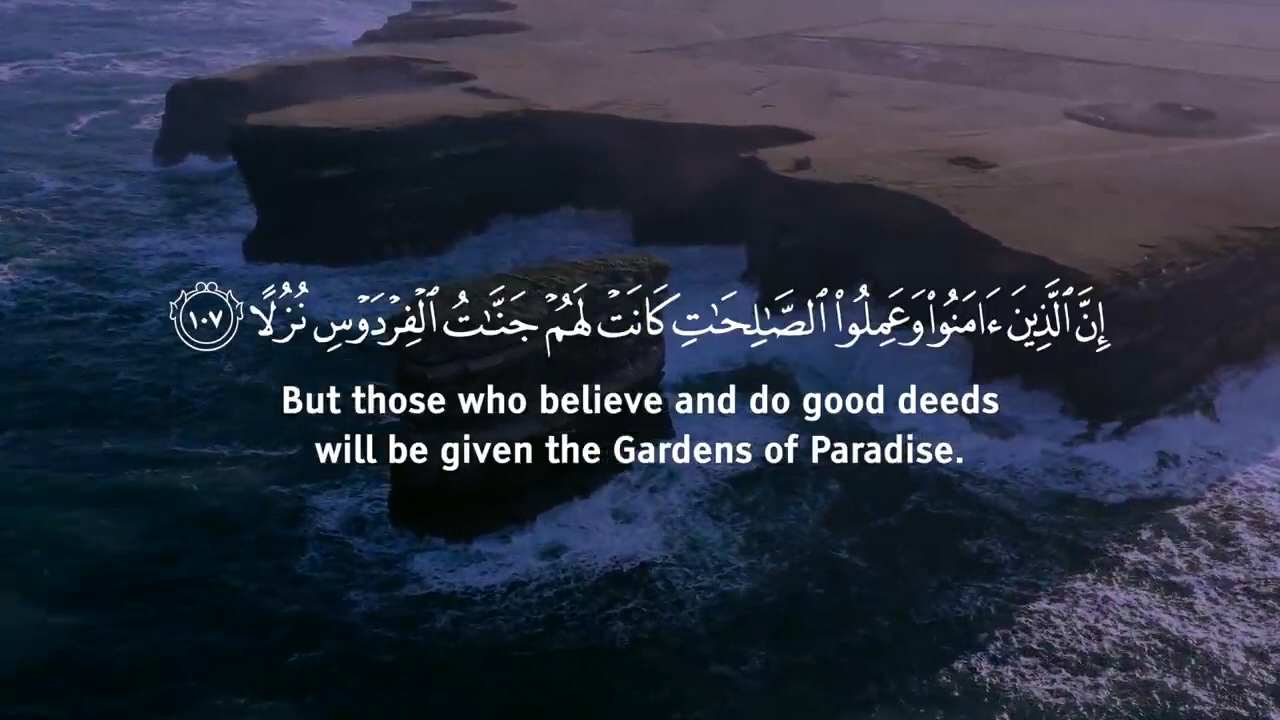 إِنَّ ٱلَّذِينَ ءَامَنُوا۟ وَعَمِلُوا۟ ٱلصَّـٰلِحَـٰتِ كَانَتْ لَهُمْ جَنَّـٰتُ ٱلْفِرْدَوْسِ نُزُلًا ١٠٧
But those who believe and do good deeds
will be given the Gardens of Paradise.